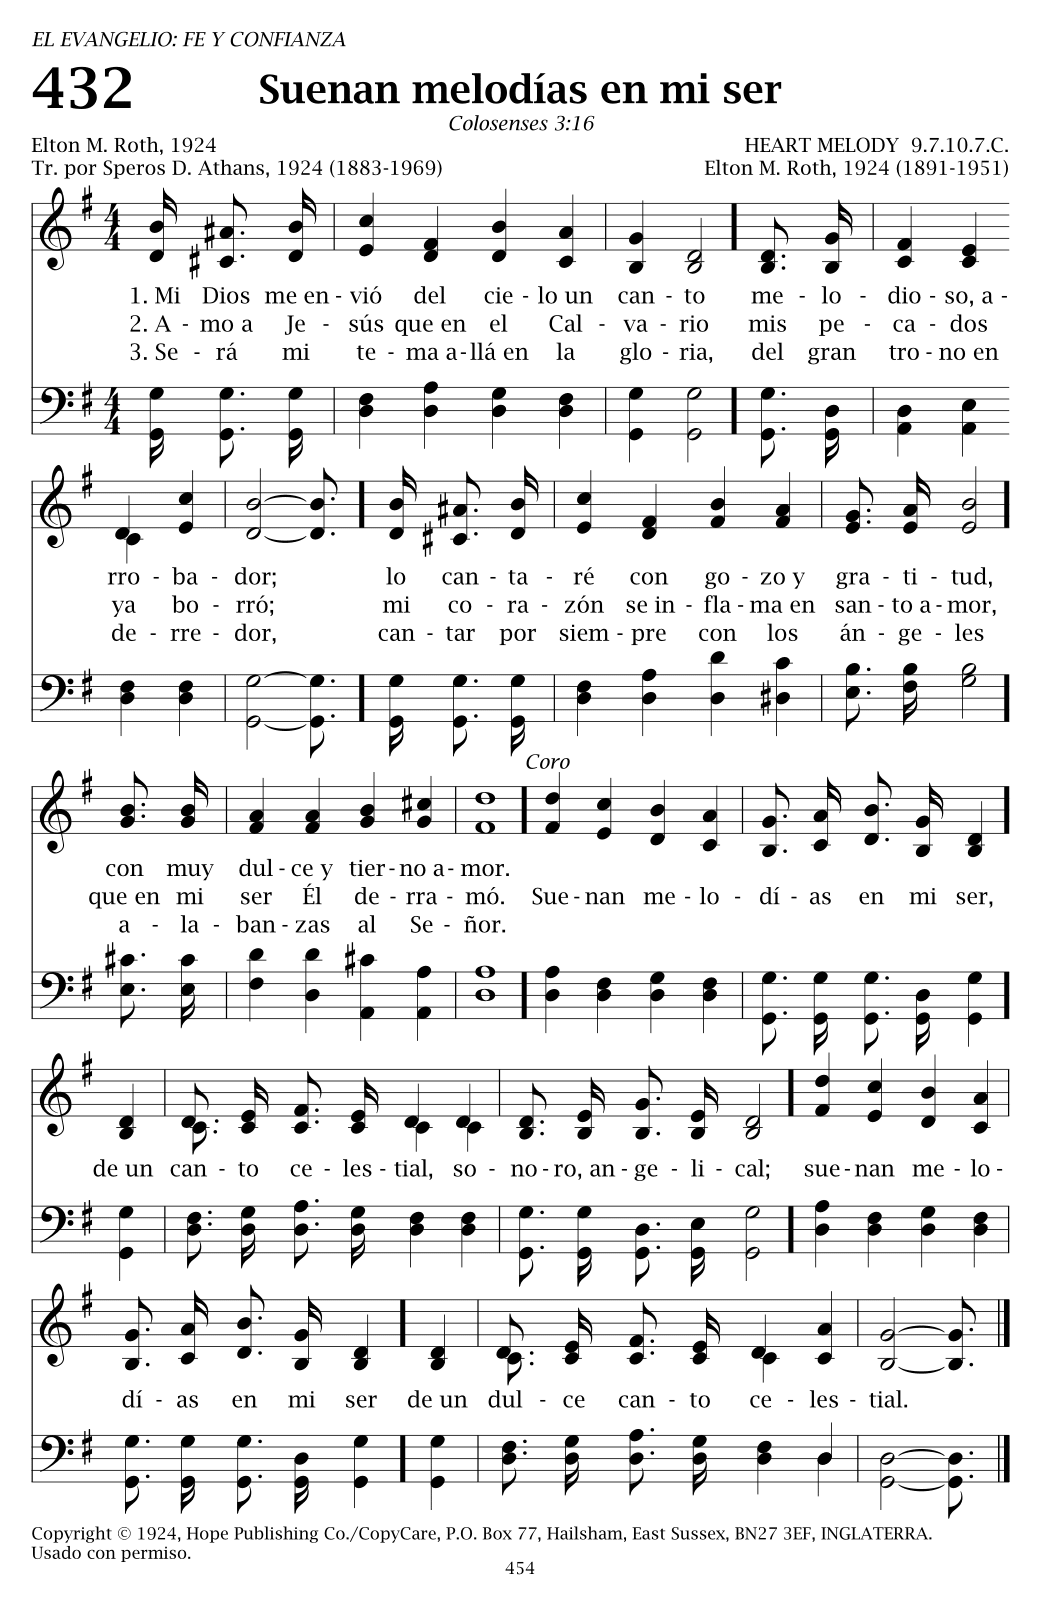 EL EVANGELIO: FE Y CONFIANZA
432 Suenan melodías en mi ser
Colosenses 3:16
Elton M. Roth, 1924 HEART MELODY 9.7.10.7.C.
Tr. por Speros D. Athans, 1924 (1883-1969) Elton M. Roth, 1924 (1891-1951)
1. Mi Dios me en - vió del cie - lo un can - to me - lo - dio - so, a -
2. A - mo a Je - sús que en el Cal - va - rio mis pe - ca - dos
3. Se - rá mi te - ma a - llá en la glo - ria, del gran tro - no en
rro - ba - dor; lo can - ta - ré con go - zo y gra - ti - tud,
ya bo - rró; mi co - ra - zón se in - fla - ma en san - to a - mor,
de - rre - dor, can - tar por siem - pre con los án - ge - les
Coro
con muy dul - ce y tier - no a - mor.
que en mi ser Él de - rra - mó. Sue - nan me - lo - dí - as en mi ser,
a - la - ban - zas al Se - ñor.
de un can - to ce - les - tial, so - no - ro, an - ge - li - cal; sue - nan me - lo -
dí - as en mi ser de un dul - ce can - to ce - les - tial.
Copyright © 1924, Hope Publishing Co./CopyCare, P.O. Box 77, Hailsham, East Sussex, BN27 3EF, INGLATERRA.
Usado con permiso.
454